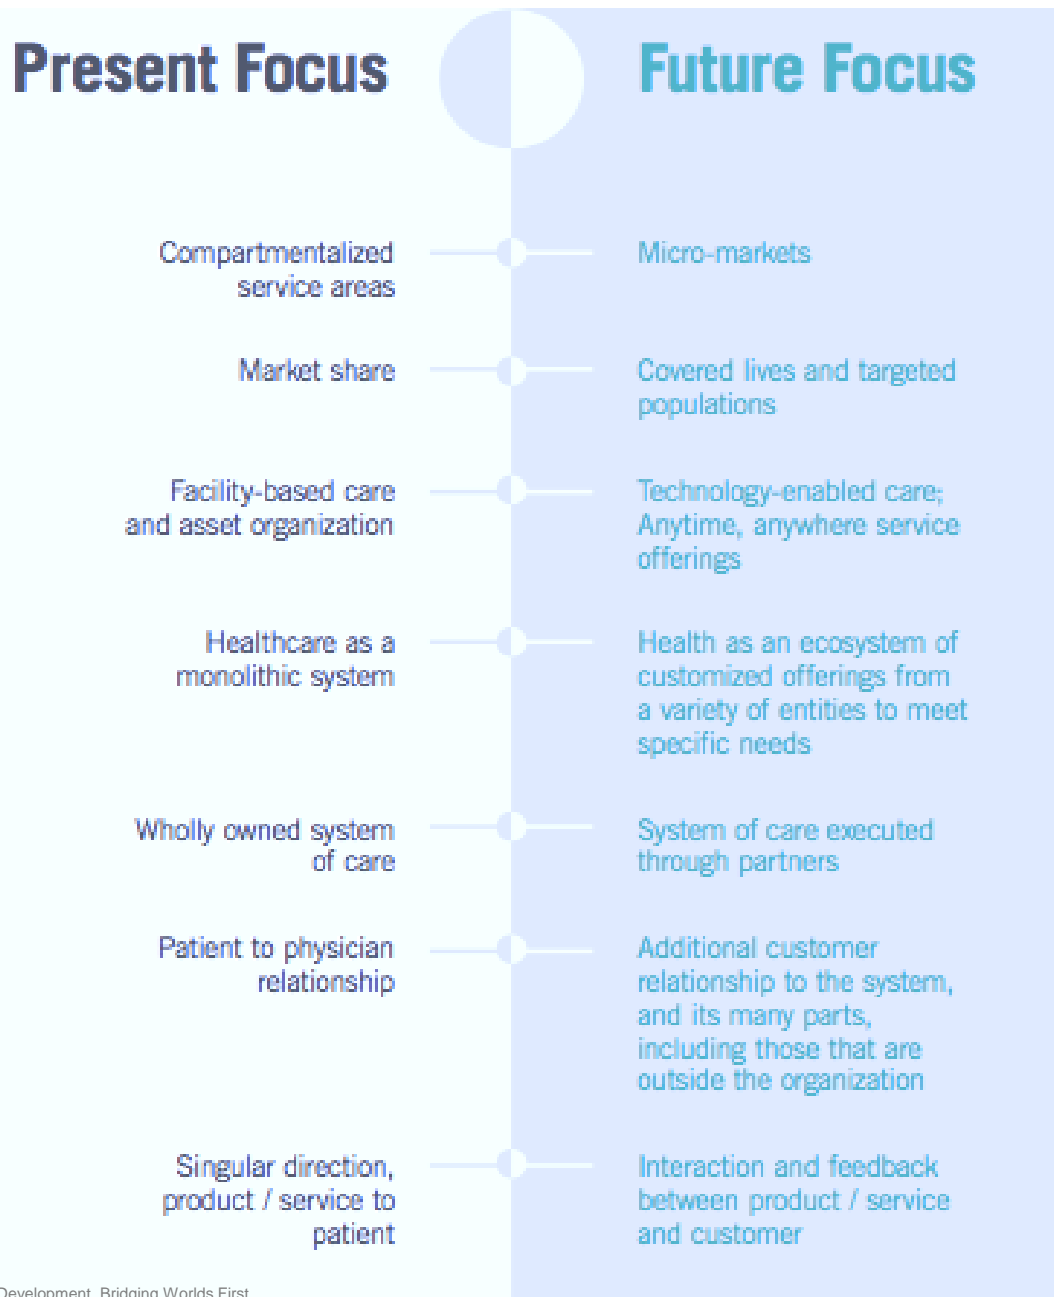 Present Focus
Future Focus
Compartmentalized
service areas
Micro-markets
Market share
Covered lives and targeted
populations
Facility-based care
and asset organization
Technology-enabled care;
Anytime, anywhere service
offerings
Healthcare as a
monolithic system
Health as an ecosystem of
customized offerings from
a variety of entities to meet
specific needs
Wholly owned system
of care
System of care executed
through partners
Patient to physician
relationship
Additional customer
relationship to the system,
and its many parts,
including those that are
outside the organization
Singular direction,
product / service to
patient
Interaction and feedback
between product / service
and customer
Development, Bridging Worlds First